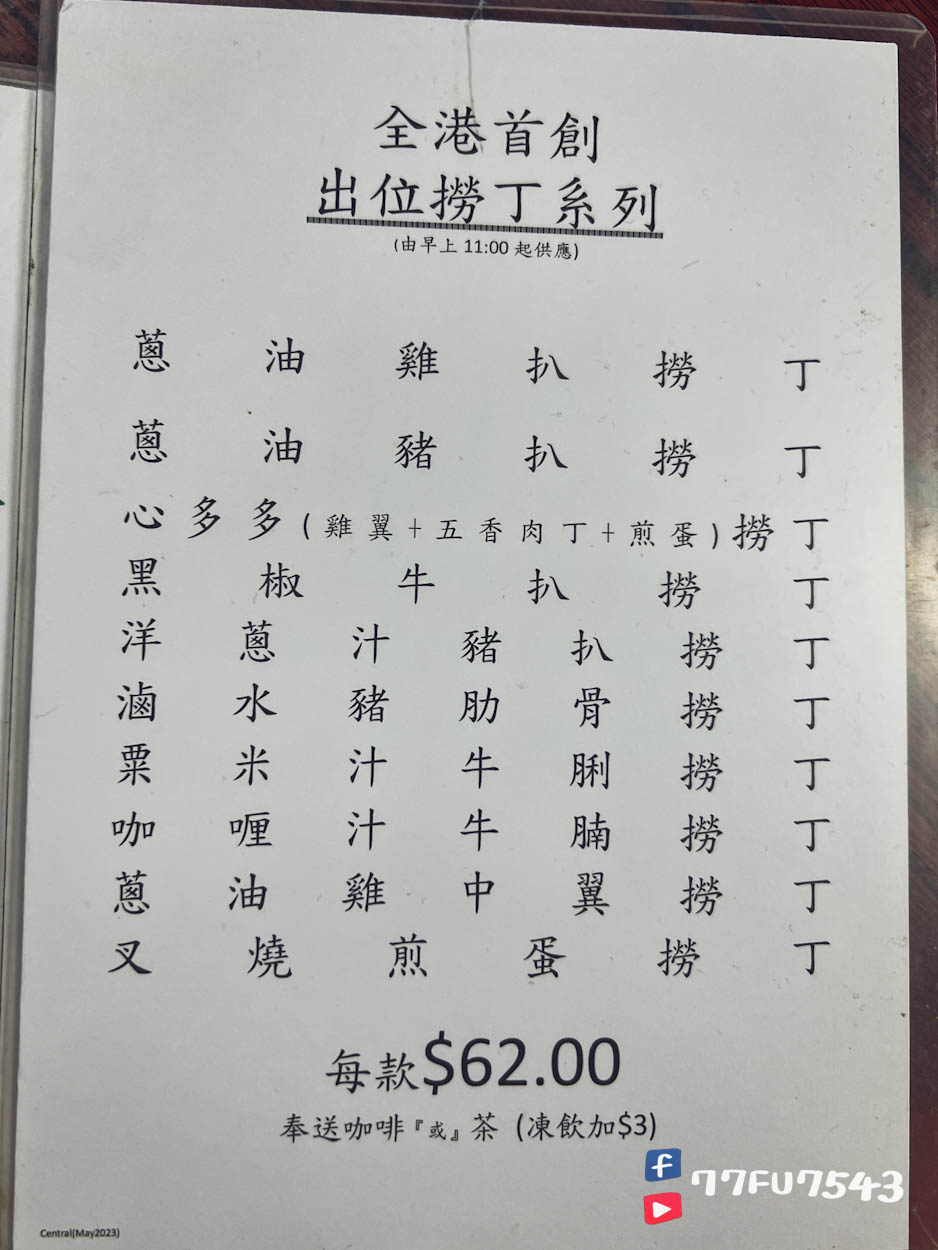 全港首創
出位撈丁系列
(由早上 11:00 起供應)
蔥油雞扒撈丁
蔥油豬扒撈丁
心多多(雞翼+五香肉丁+煎蛋)撈丁
黑椒牛扒撈丁
洋蔥汁豬扒撈丁
滷水豬肋骨撈丁
粟米汁牛脷撈丁
咖喱汁牛腩撈丁
蔥油雞中翼撈丁
叉燒煎蛋撈丁
每款$62.00
奉送咖啡『或』茶 (凍飲加$3)
77FU7543
Central(May2023)